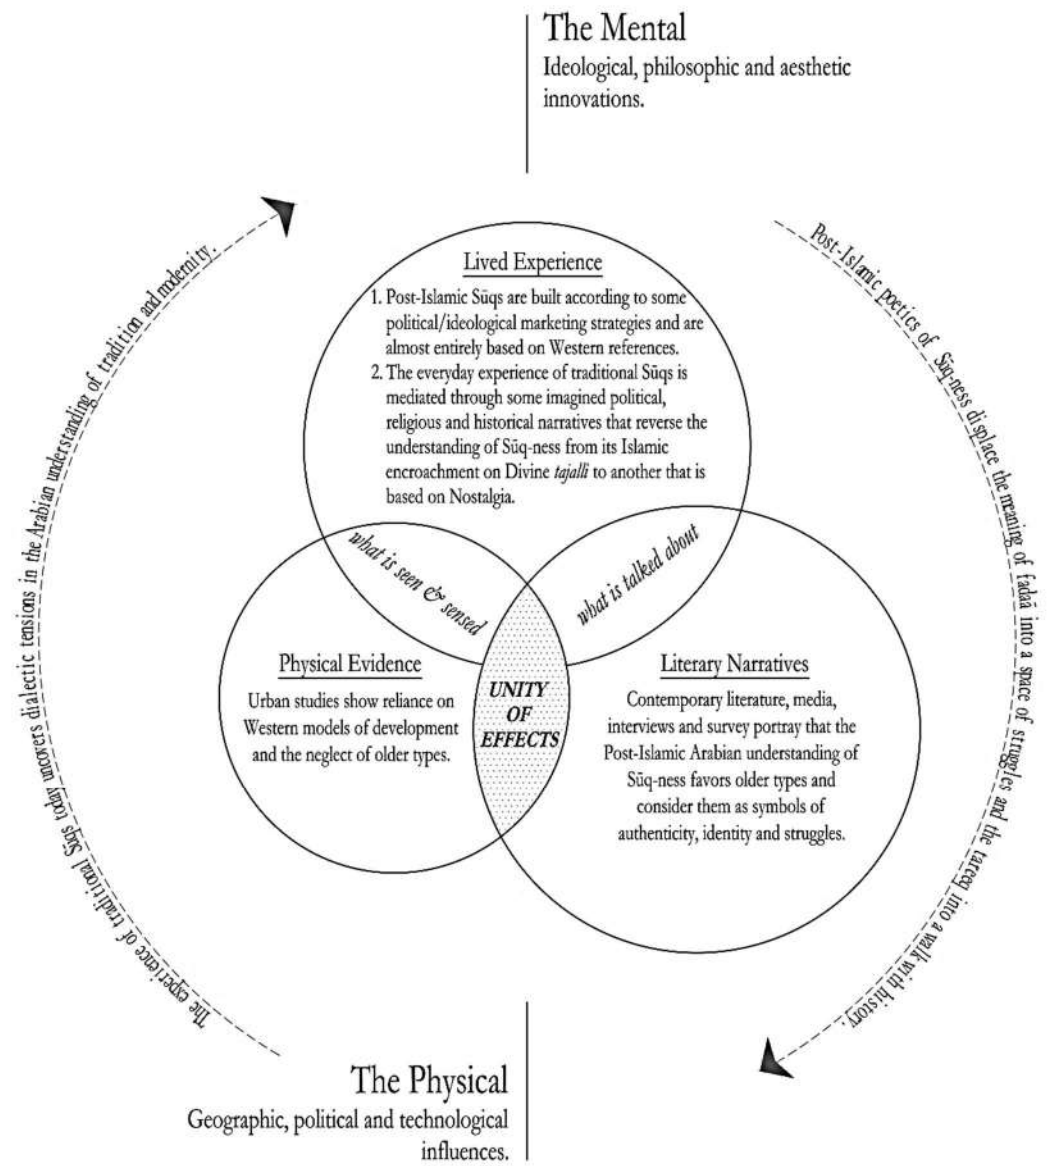 The Mental
Ideological, philosophic and aesthetic
innovations.
Lived Experience
1. Post-Islamic Sūqs are built according to some
political/ideological marketing strategies and are
almost entirely based on Western references.
2. The everyday experience of traditional Sūqs is
mediated through some imagined political,
religious and historical narratives that reverse the
understanding of Sūq-ness from its Islamic
encroachment on Divine tajallī to another that is
based on Nostalgia.
what is seen & sensed
what is talked about
Physical Evidence
Urban studies show reliance on
Western models of development
and the neglect of older types.
UNITY
OF
EFFECTS
Literary Narratives
Contemporary literature, media,
interviews and survey portray that the
Post-Islamic Arabian understanding of
Sūq-ness favors older types and
consider them as symbols of
authenticity, identity and struggles.
The experience of traditional Sūqs today uncovers dialectic tensions in the Arabian understanding of tradition and modernity.
Post-Islamic poetics of Sūq-ness displace the meaning of fadaā into a space of struggles and the tareeq into a walk with history.
The Physical
Geographic, political and technological
influences.